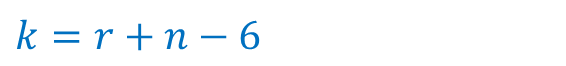 k = r + n − 6